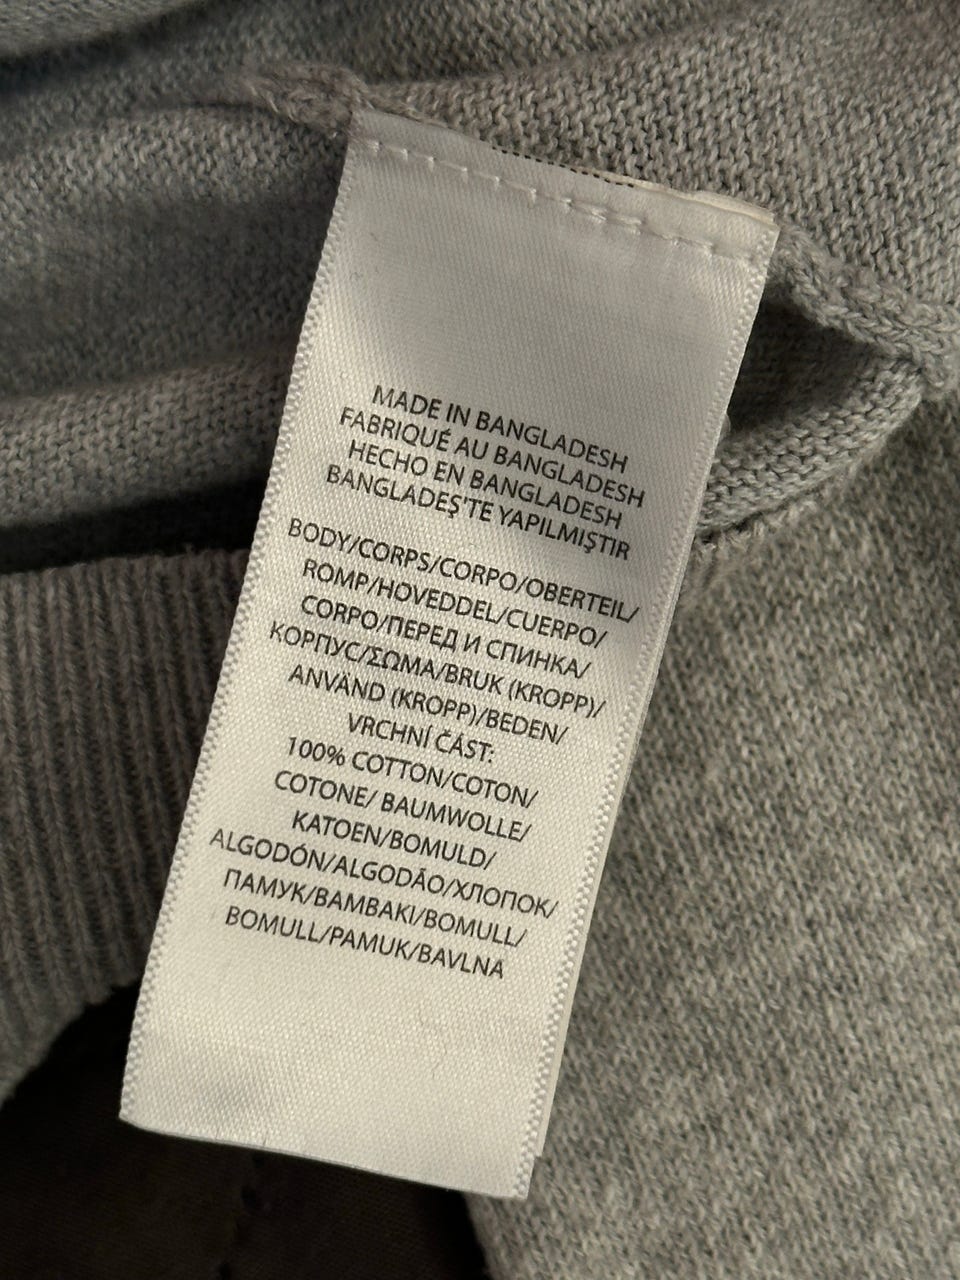 MADE IN BANGLADESH
FABRIQUÉ AU BANGLADESH
HECHO EN BANGLADESH
BANGLADEŞ'TE YAPILMIŞTIR
BODY/CORPS/CORPO/OBERTEIL/
ROMP/HOVEDDEL/CUERPO/
CORPO/ПЕРЕД И СПИНКА/
КОРПУС/ΣΩΜΑ/BRUK (KROPP)/
ANVÄND (KROPP)/BEDEN/
VRCHNÍ ČÁST:
100% COTTON/COTON/
COTONE/ BAUMWOLLE/
KATOEN/BOMULD/
ALGODÓN/ALGODÃO/ХЛОПОК/
ПАМУК/ΒΑΜΒΑΚΙ/BOMULL/
BOMULL/PAMUK/BAVLNA